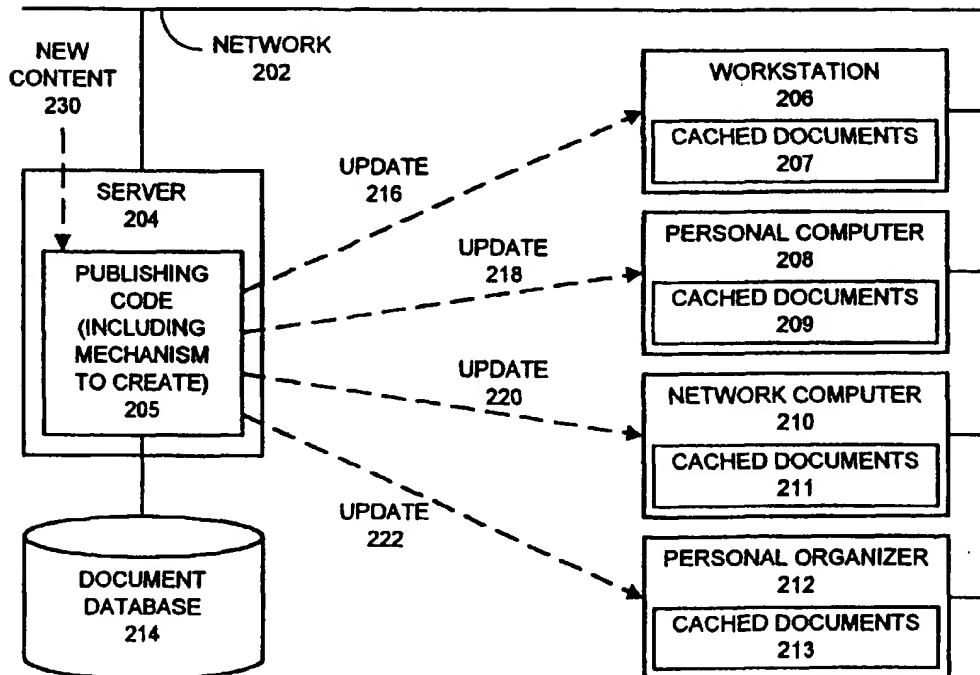 NEW
CONTENT
230
NETWORK
202
SERVER
204
PUBLISHING
CODE
(INCLUDING
MECHANISM
TO CREATE)
205
DOCUMENT
DATABASE
214
UPDATE
216
UPDATE
218
UPDATE
220
UPDATE
222
WORKSTATION
206
CACHED DOCUMENTS
207
PERSONAL COMPUTER
208
CACHED DOCUMENTS
209
NETWORK COMPUTER
210
CACHED DOCUMENTS
211
PERSONAL ORGANIZER
212
CACHED DOCUMENTS
213